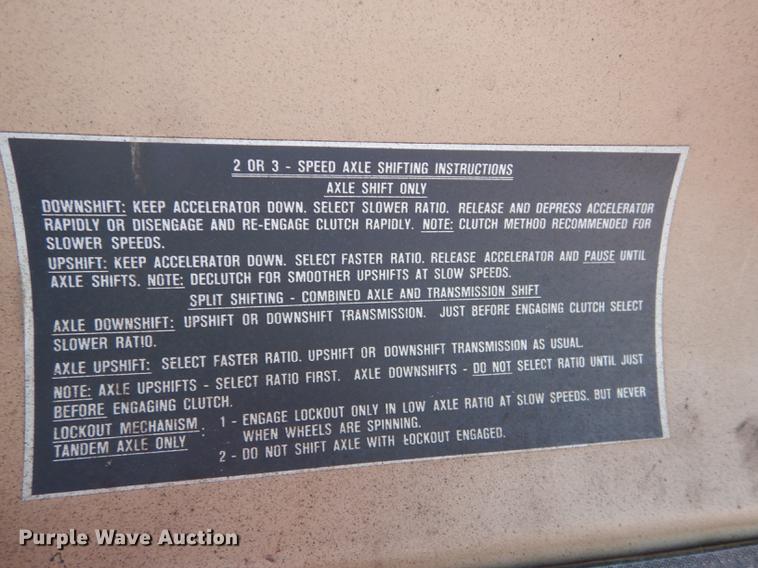 2 OR 3 - SPEED AXLE SHIFTING INSTRUCTIONS
AXLE SHIFT ONLY
DOWNSHIFT: KEEP ACCELERATOR DOWN. SELECT SLOWER RATIO. RELEASE AND DEPRESS ACCELERATOR
RAPIDLY OR DISENGAGE AND RE-ENGAGE CLUTCH RAPIDLY. NOTE: CLUTCH METHOD RECOMMENDED FOR
SLOWER SPEEDS.
UPSHIFT: KEEP ACCELERATOR DOWN. SELECT FASTER RATIO. RELEASE ACCELERATOR AND PAUSE UNTIL
AXLE SHIFTS. NOTE: DECLUTCH FOR SMOOTHER UPSHIFTS AT SLOW SPEEDS.
SPLIT SHIFTING - COMBINED AXLE AND TRANSMISSION SHIFT
AXLE DOWNSHIFT: UPSHIFT OR DOWNSHIFT TRANSMISSION. JUST BEFORE ENGAGING CLUTCH SELECT
SLOWER RATIO.
AXLE UPSHIFT: SELECT FASTER RATIO. UPSHIFT OR DOWNSHIFT TRANSMISSION AS USUAL.
NOTE: AXLE UPSHIFTS - SELECT RATIO FIRST. AXLE DOWNSHIFTS - DO NOT SELECT RATIO UNTIL JUST
BEFORE ENGAGING CLUTCH.
LOCKOUT MECHANISM: 1 - ENGAGE LOCKOUT ONLY IN LOW AXLE RATIO AT SLOW SPEEDS. BUT NEVER
WHEN WHEELS ARE SPINNING.
TANDEM AXLE ONLY 2 - DO NOT SHIFT AXLE WITH LOCKOUT ENGAGED.
Purple Wave Auction